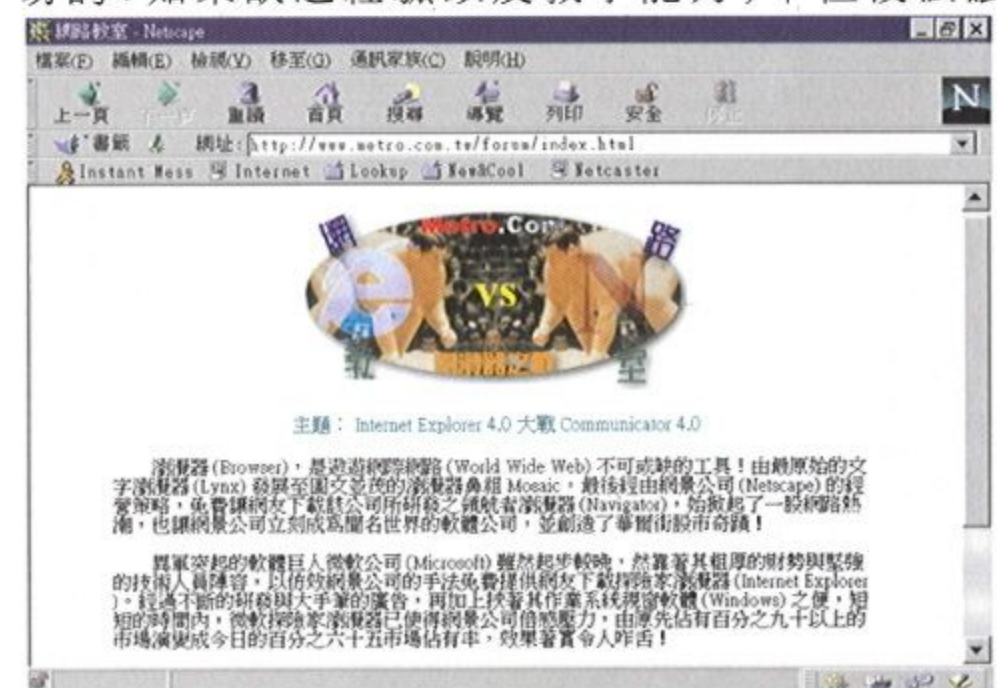 網路教室 - Netscape
檔案(F) 編輯(E) 檢視(V) 移至(G) 通訊家族(C) 說明(H)
上一頁 重讀 首頁 搜尋 導覽 列印 安全
N
書籤 網址: http://www.metro.com.tw/forum/index.html
Instant Mess Internet Lookup New&Cool Netcaster
網 Metro.Com 路
e VS N
教 室
主題： Internet Explorer 4.0 大戰 Communicator 4.0
瀏覽器 (Browser)，是遨遊網際網路 (World Wide Web) 不可或缺的工具！由最原始的文
字瀏覽器 (Lynx) 發展至圖文並茂的瀏覽器鼻祖 Mosaic，最後經由網景公司 (Netscape) 的經
營策略，免費讓網友下載該公司所研發之領航者瀏覽器 (Navigator)，始掀起了一股網路熱
潮，也讓網景公司立刻成為聞名世界的軟體公司，並創造了華爾街股市奇蹟！
異軍突起的軟體巨人微軟公司 (Microsoft) 雖然起步較晚，然靠著其粗厚的財勢與堅強
的技術人員陣容，以仿效網景公司的手法免費提供網友下載探險家瀏覽器 (Internet Explorer
)。經過不斷的研發與大手筆的廣告，再加上挾著其作業系統視窗軟體 (Windows) 之便，短
短的時間內，微軟探險家瀏覽器已使得網景公司倍感壓力，由原先佔有百分之九十以上的
市場演變成今日的百分之六十五市場佔有率，效果著實令人咋舌！